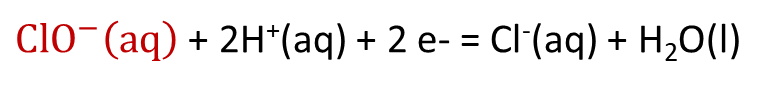 ClO⁻(aq) + 2H⁺(aq) + 2 e- = Cl⁻(aq) + H₂O(l)